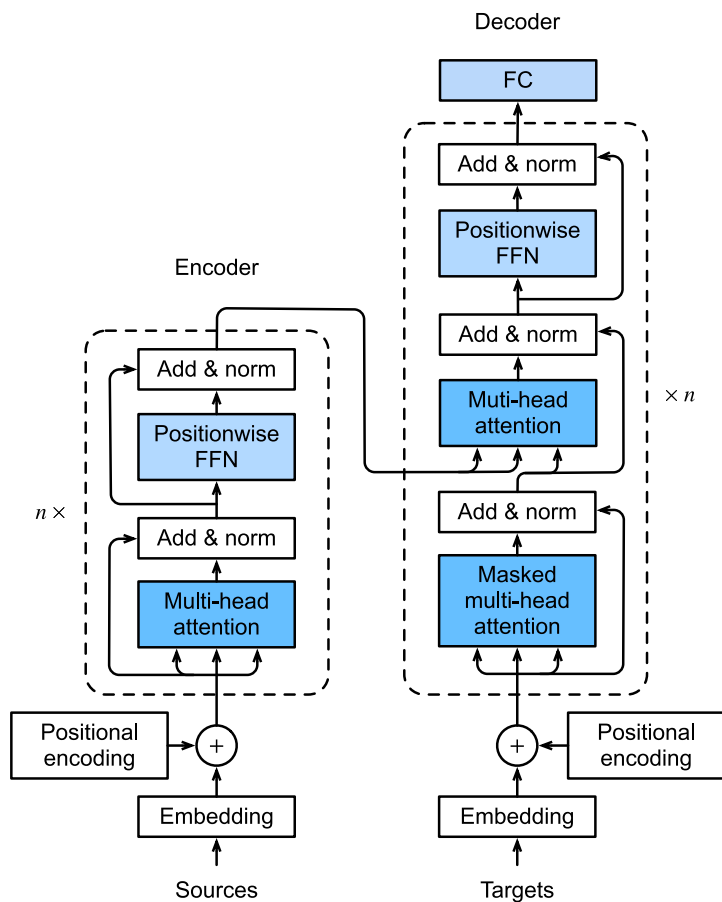 Decoder
FC
Add & norm
Positionwise
FFN
Encoder
Add & norm
Add & norm
Muti-head
attention
× n
Positionwise
FFN
n ×
Add & norm
Add & norm
Multi-head
attention
Masked
multi-head
attention
Positional
encoding
+
+
Positional
encoding
Embedding
Embedding
Sources
Targets